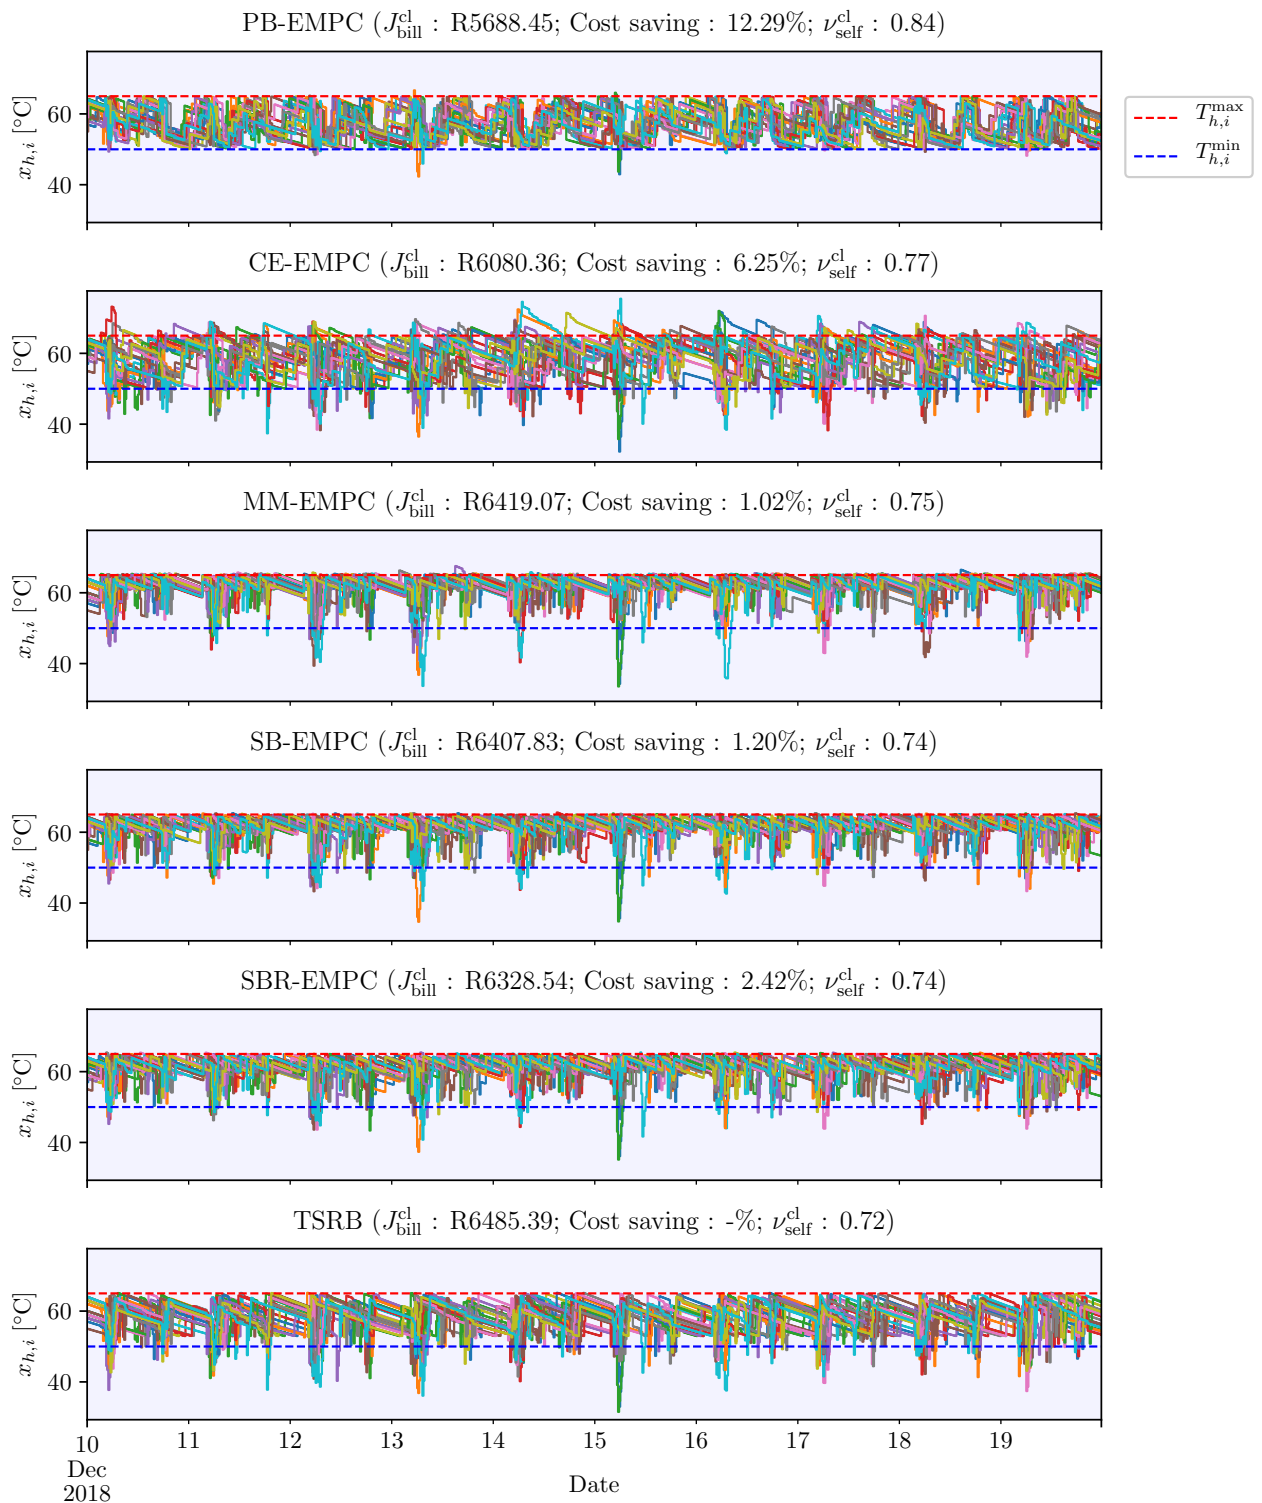 PB-EMPC (J^cl_bill : R5688.45; Cost saving : 12.29%; ν^cl_self : 0.84)
60
40
x_h,i [°C]
T^max_h,i
T^min_h,i
CE-EMPC (J^cl_bill : R6080.36; Cost saving : 6.25%; ν^cl_self : 0.77)
60
40
x_h,i [°C]
MM-EMPC (J^cl_bill : R6419.07; Cost saving : 1.02%; ν^cl_self : 0.75)
60
40
x_h,i [°C]
SB-EMPC (J^cl_bill : R6407.83; Cost saving : 1.20%; ν^cl_self : 0.74)
60
40
x_h,i [°C]
SBR-EMPC (J^cl_bill : R6328.54; Cost saving : 2.42%; ν^cl_self : 0.74)
60
40
x_h,i [°C]
TSRB (J^cl_bill : R6485.39; Cost saving : -%; ν^cl_self : 0.72)
60
40
x_h,i [°C]
10 11 12 13 14 15 16 17 18 19
Dec
2018
Date